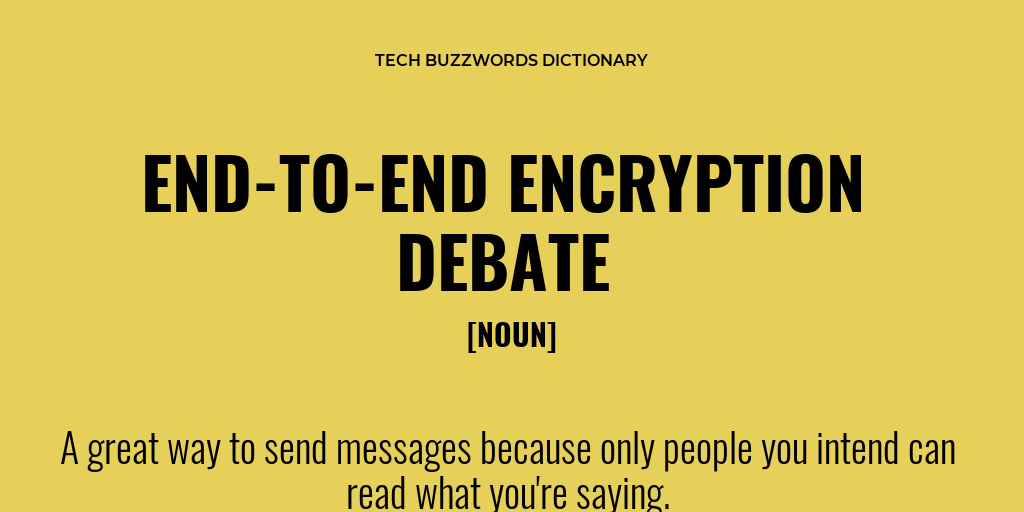 TECH BUZZWORDS DICTIONARY
END-TO-END ENCRYPTION
DEBATE
[NOUN]
A great way to send messages because only people you intend can
read what you're saying.